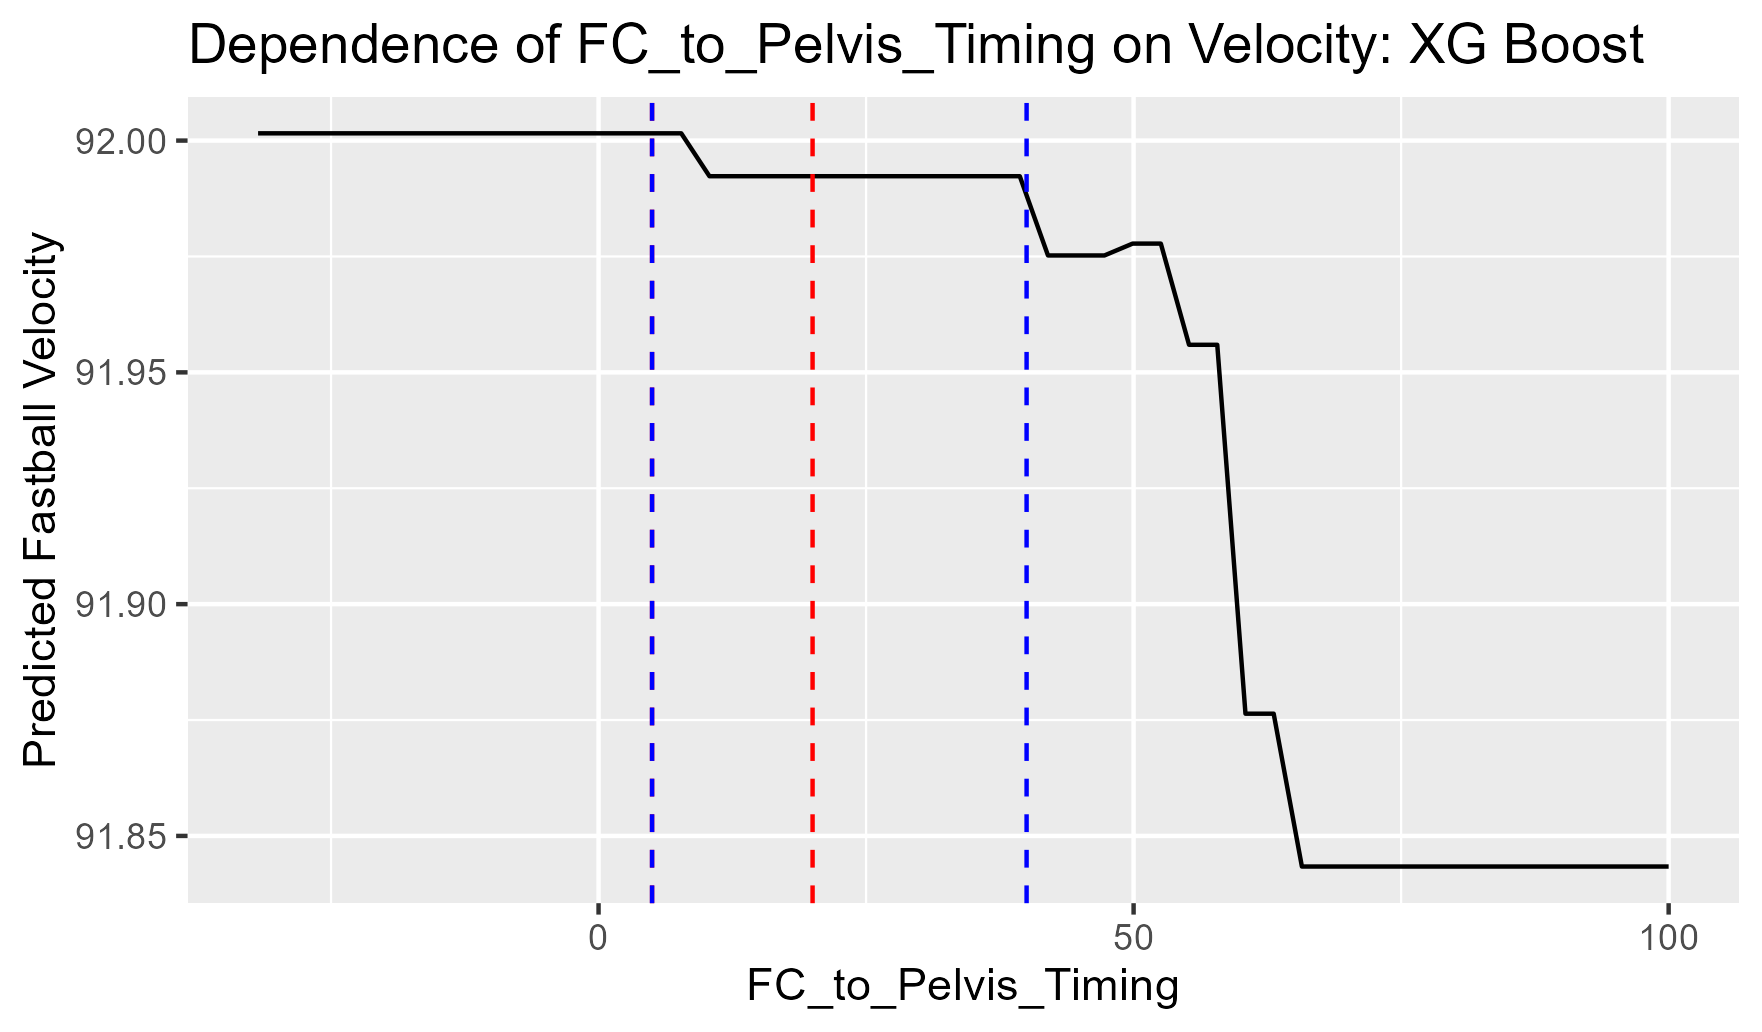 Dependence of FC_to_Pelvis_Timing on Velocity: XG Boost
Predicted Fastball Velocity
92.00
91.95
91.90
91.85
0 50 100
FC_to_Pelvis_Timing